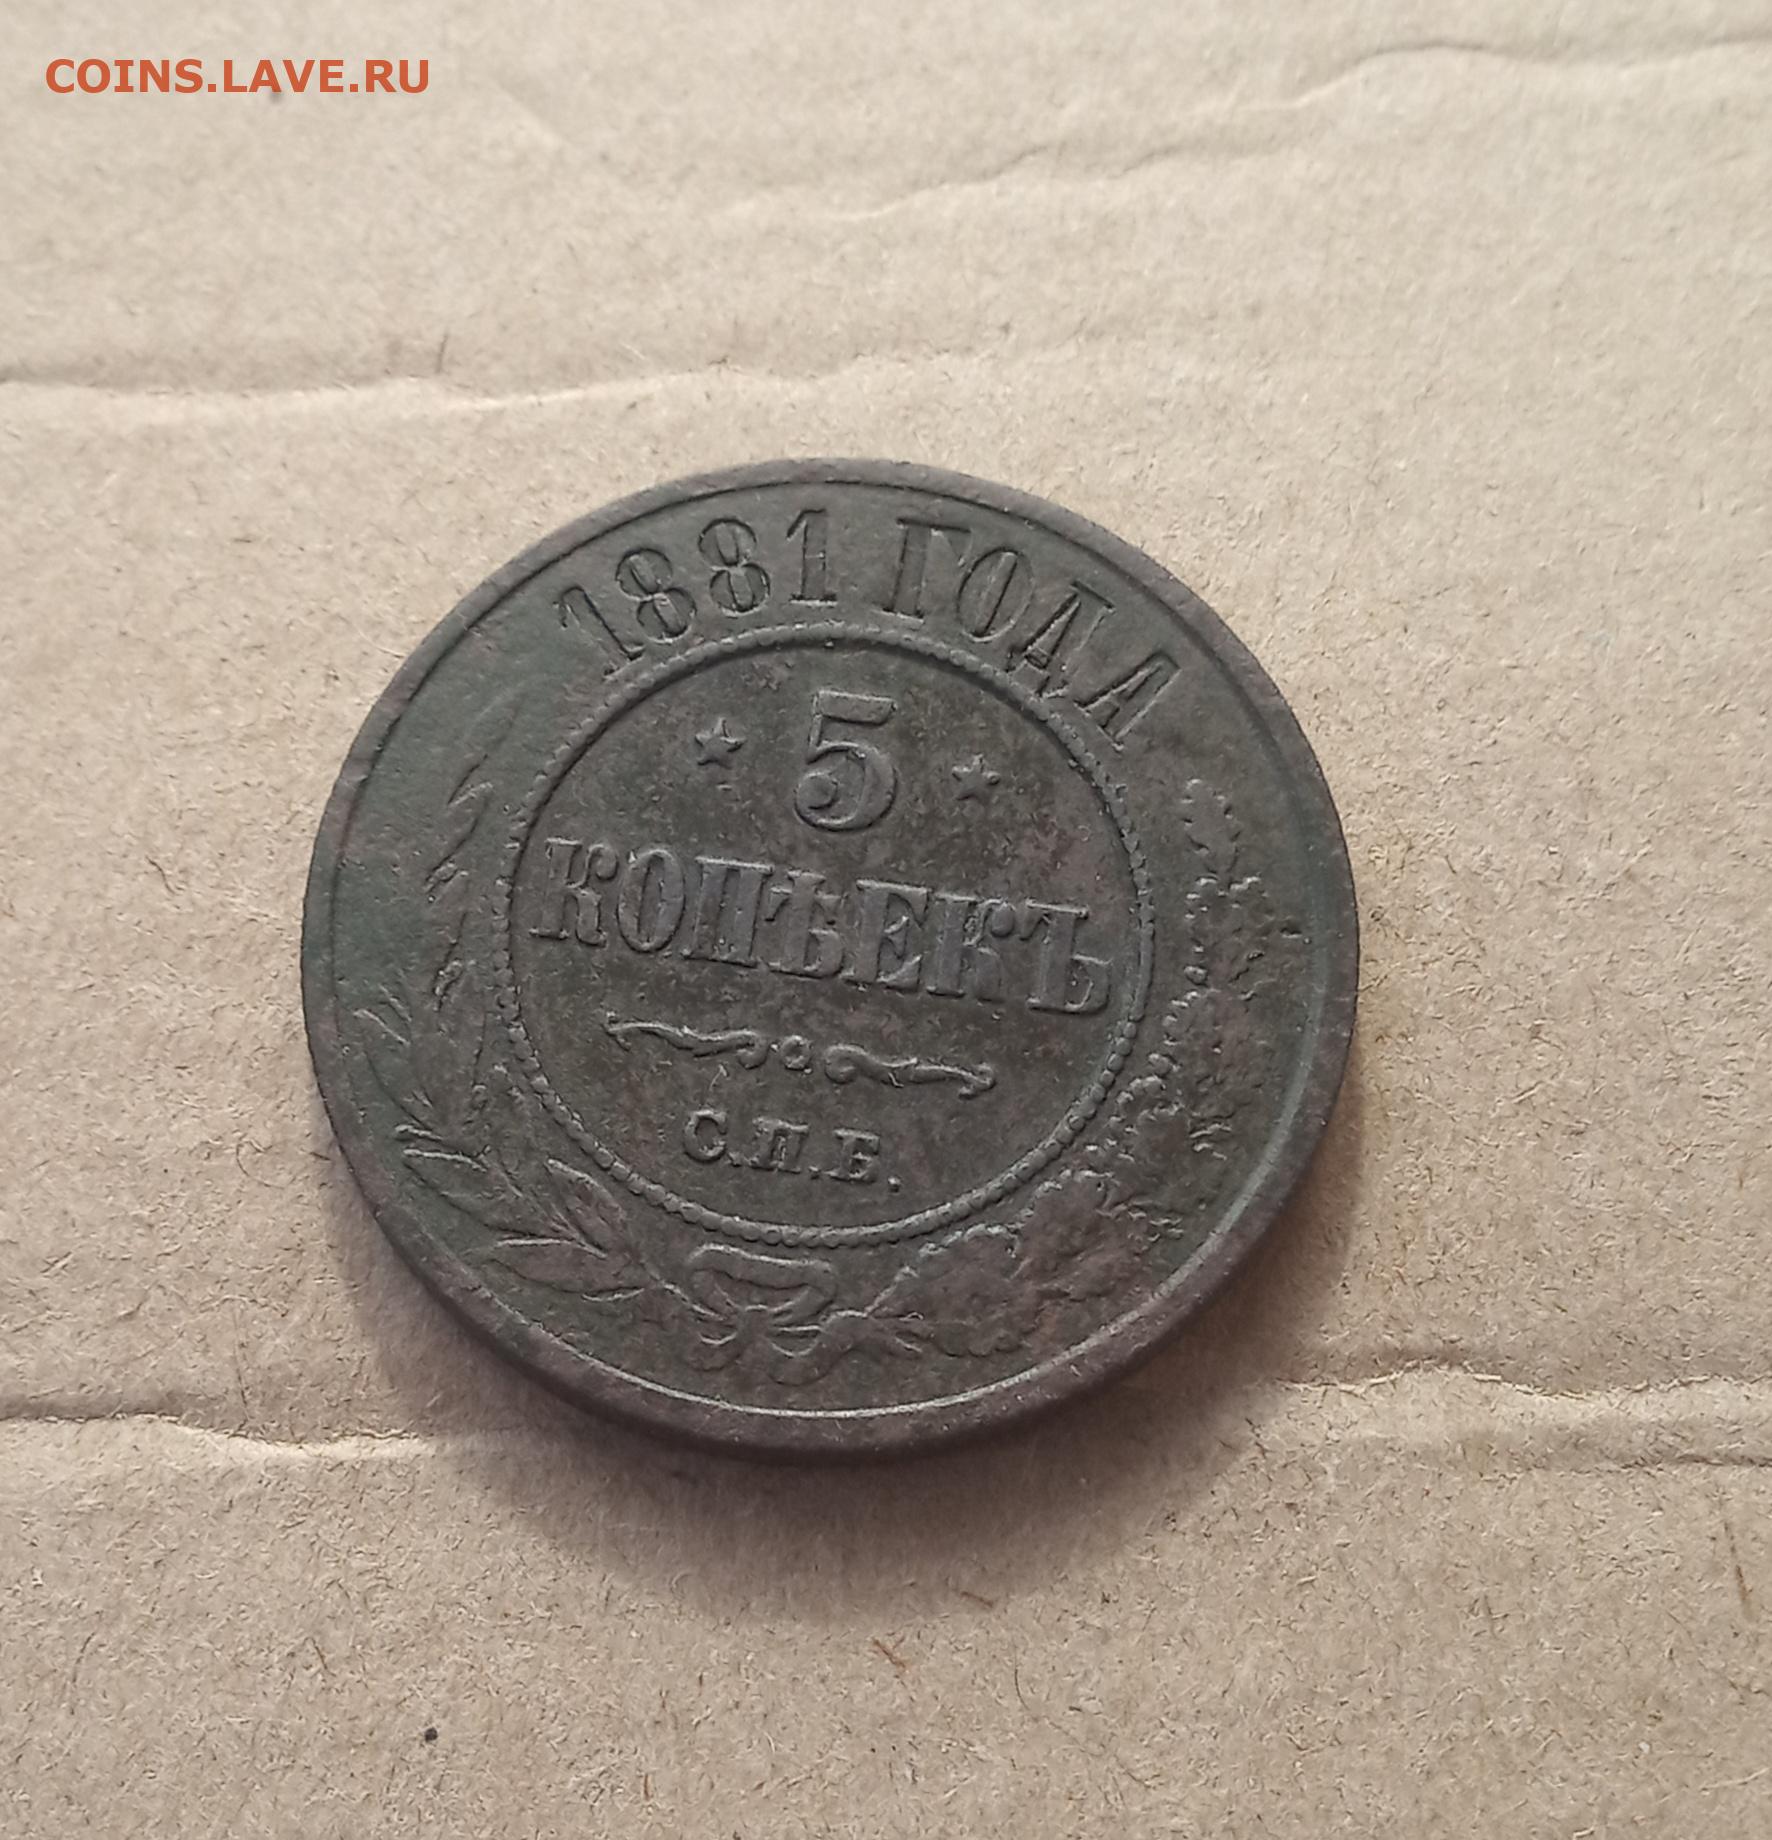 COINS.LAVE.RU
1881 ГОДА
5
КОПѢЕКЪ
С.П.Б.